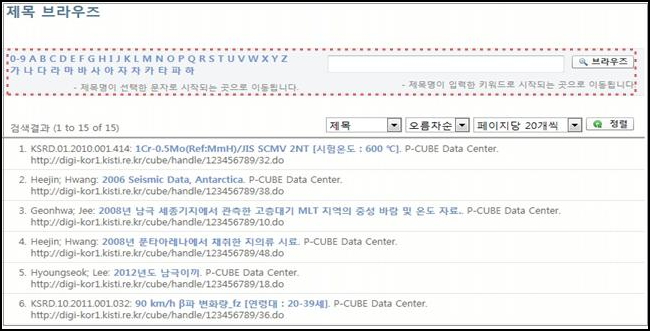 제목 브라우즈
0-9 A B C D E F G H I J K L M N O P Q R S T U V W X Y Z
가 나 다 라 마 바 사 아 자 차 카 타 파 하
브라우즈
- 제목명이 선택한 문자로 시작되는 곳으로 이동됩니다.
- 제목명이 입력한 키워드로 시작되는 곳으로 이동됩니다.
검색결과 (1 to 15 of 15)
제목 오름차순 페이지당 20개씩 정렬
1. KSRD.01.2010.001.414: 1Cr-0.5Mo(Ref:MmH)/JIS SCMV 2NT [시험온도 : 600 ℃]. P-CUBE Data Center.
http://digi-kor1.kisti.re.kr/cube/handle/123456789/32.do
2. Heejin; Hwang: 2006 Seismic Data, Antarctica. P-CUBE Data Center.
http://digi-kor1.kisti.re.kr/cube/handle/123456789/18.do
3. Geonhwa; Jee: 2008년 남극 세종기지에서 관측한 고층대기 MLT 지역의 중성 바람 및 온도 자료.. P-CUBE Data Center.
http://digi-kor1.kisti.re.kr/cube/handle/123456789/10.do
4. Heejin; Hwang: 2008년 푼타아레나에서 채취한 지의류 시료. P-CUBE Data Center.
http://digi-kor1.kisti.re.kr/cube/handle/123456789/48.do
5. Hyoungseok; Lee: 2012년도 남극이끼. P-CUBE Data Center.
http://digi-kor1.kisti.re.kr/cube/handle/123456789/18.do
6. KSRD.10.2011.001.032: 90 km/h β파 변화량_fz [연령대 : 20-39세]. P-CUBE Data Center.
http://digi-kor1.kisti.re.kr/cube/handle/123456789/36.do